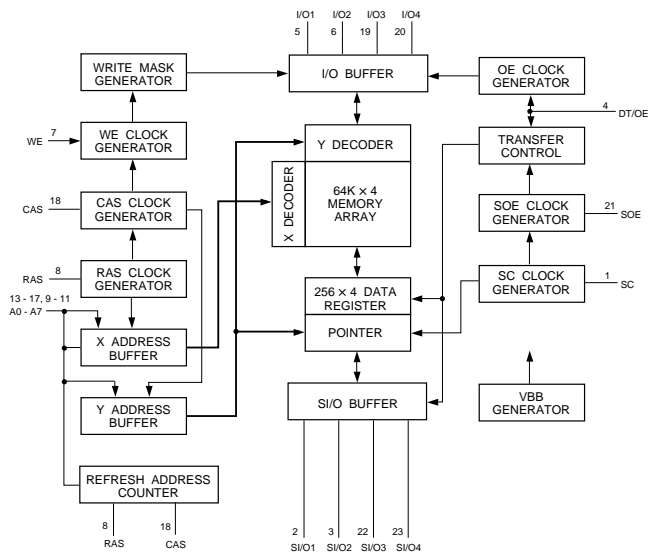 I/O1 I/O2 I/O3 I/O4
5 6 19 20
WRITE MASK
GENERATOR
I/O BUFFER
OE CLOCK
GENERATOR
4
DT/OE
7
WE
WE CLOCK
GENERATOR
Y DECODER
TRANSFER
CONTROL
18
CAS
CAS CLOCK
GENERATOR
X DECODER
64K × 4
MEMORY
ARRAY
SOE CLOCK
GENERATOR
21
SOE
8
RAS
RAS CLOCK
GENERATOR
256 × 4 DATA
REGISTER
SC CLOCK
GENERATOR
1
SC
13 - 17, 9 - 11
A0 - A7
X ADDRESS
BUFFER
POINTER
Y ADDRESS
BUFFER
SI/O BUFFER
VBB
GENERATOR
REFRESH ADDRESS
COUNTER
8 18
RAS CAS
2 3 22 23
SI/O1 SI/O2 SI/O3 SI/O4